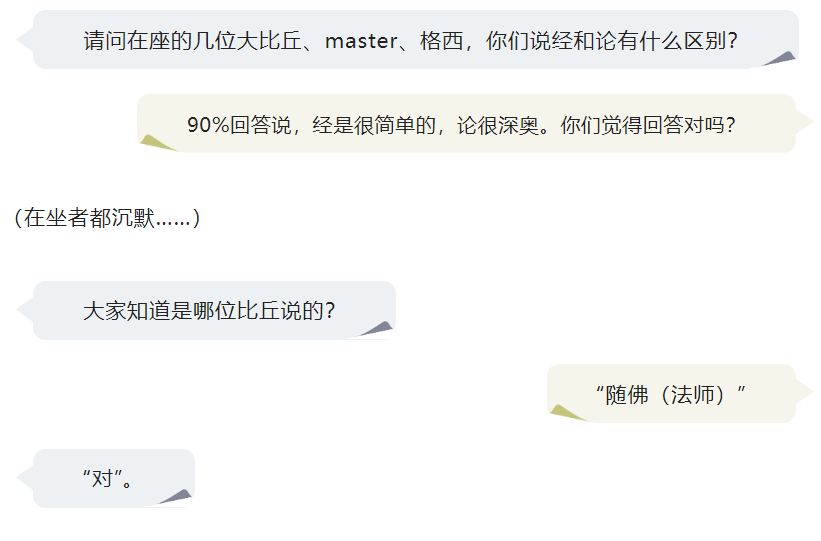 请问在座的几位大比丘、master、格西，你们说经和论有什么区别？
90%回答说，经是很简单的，论很深奥。你们觉得回答对吗？
（在坐者都沉默……）
大家知道是哪位比丘说的？
“随佛（法师）”
“对”。